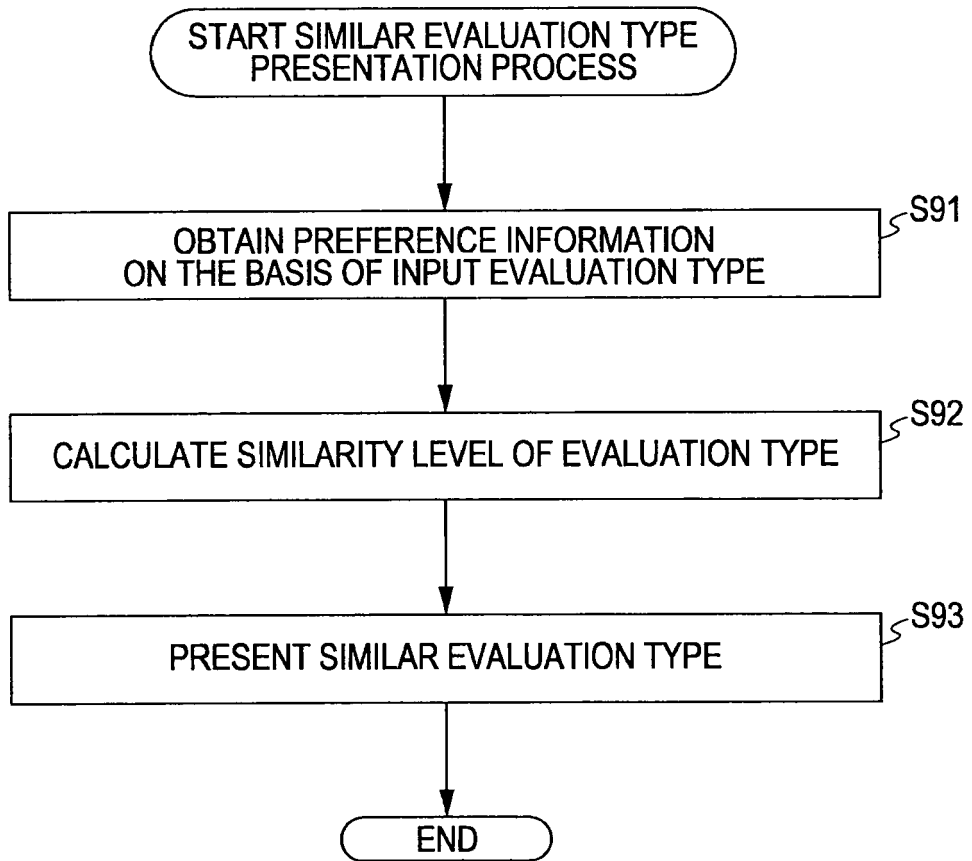 START SIMILAR EVALUATION TYPE
PRESENTATION PROCESS
S91
OBTAIN PREFERENCE INFORMATION
ON THE BASIS OF INPUT EVALUATION TYPE
S92
CALCULATE SIMILARITY LEVEL OF EVALUATION TYPE
S93
PRESENT SIMILAR EVALUATION TYPE
END